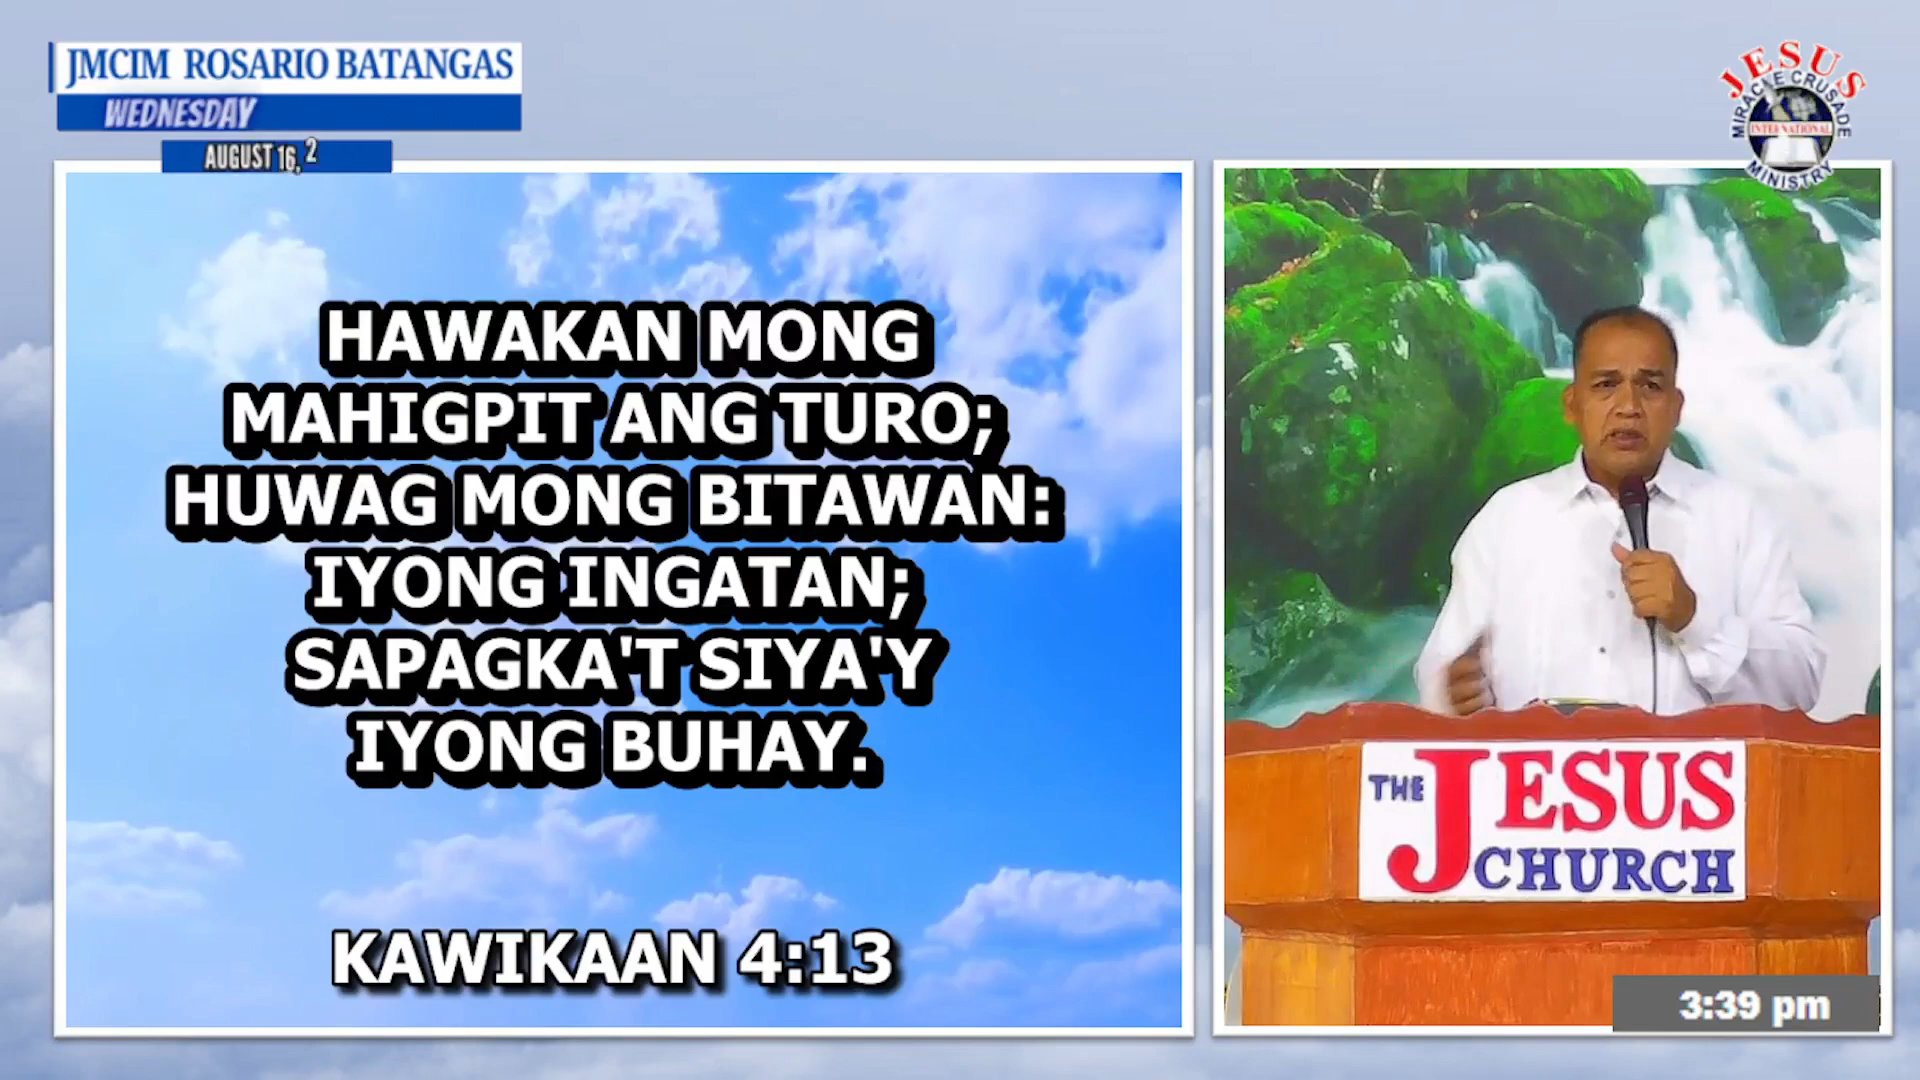 JMCIM ROSARIO BATANGAS
WEDNESDAY
AUGUST 16, 2
HAWAKAN MONG
MAHIGPIT ANG TURO;
HUWAG MONG BITAWAN:
IYONG INGATAN;
SAPAGKA'T SIYA'Y
IYONG BUHAY.
KAWIKAAN 4:13
JESUS
MIRACLE CRUSADE
INTERNATIONAL
MINISTRY
THE JESUS
CHURCH
3:39 pm